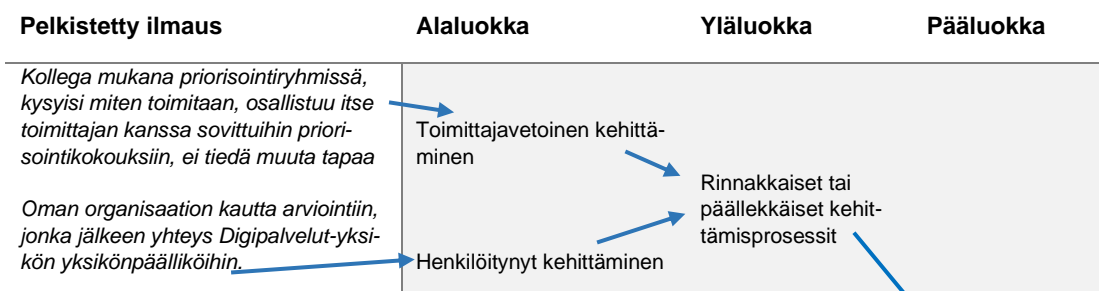 Pelkistetty ilmaus Alaluokka Yläluokka Pääluokka
Kollega mukana priorisointiryhmissä,
kysyisi miten toimitaan, osallistuu itse
toimittajan kanssa sovittuihin priori-
sointikokouksiin, ei tiedä muuta tapaa
Toimittajavetoinen kehittä-
minen
Oman organisaation kautta arviointiin,
jonka jälkeen yhteys Digipalvelut-yksi-
kön yksikönpäälliköihin.
Henkilöitynyt kehittäminen
Rinnakkaiset tai
päällekkäiset kehit-
tämisprosessit